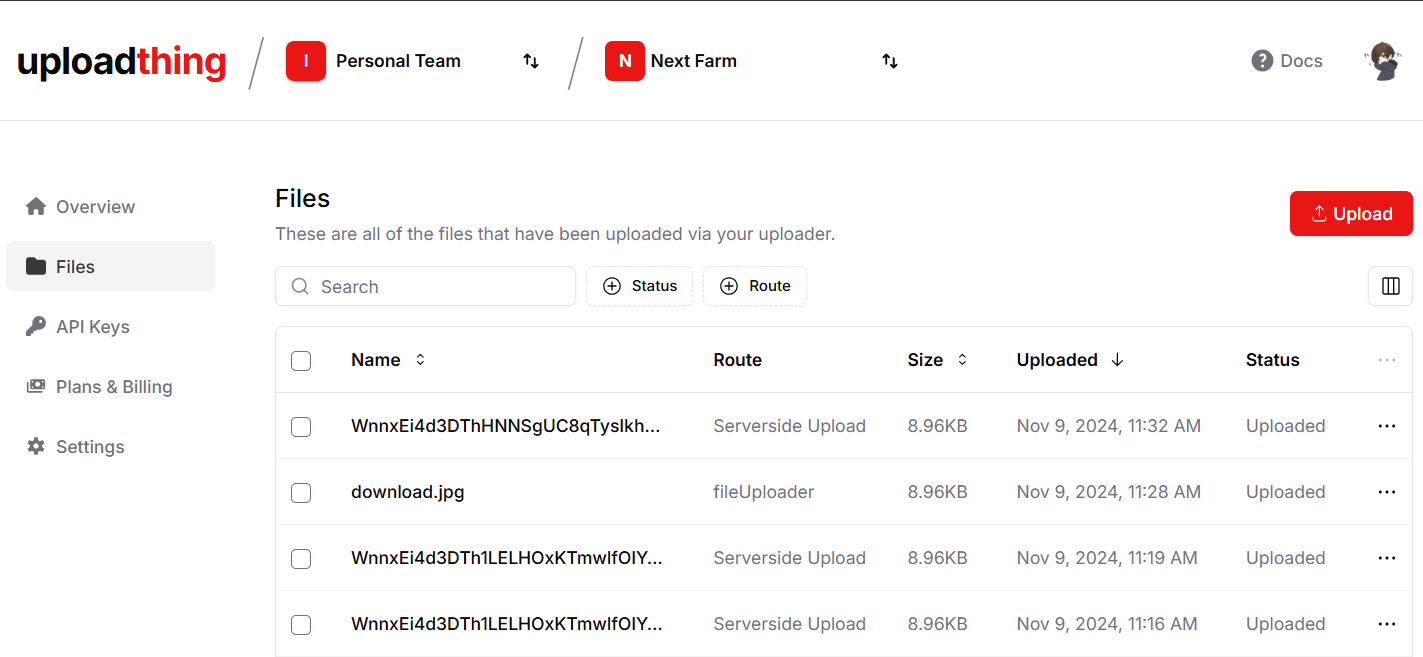 uploadthing / I Personal Team / N Next Farm ? Docs
Overview
Files
API Keys
Plans & Billing
Settings
Files
These are all of the files that have been uploaded via your uploader.
Upload
Search Status Route
Name Route Size Uploaded Status ...
WnnxEi4d3DThHNNSgUC8qTysIkh... Serverside Upload 8.96KB Nov 9, 2024, 11:32 AM Uploaded ...
download.jpg fileUploader 8.96KB Nov 9, 2024, 11:28 AM Uploaded ...
WnnxEi4d3DTh1LELHOxKTmwlfOIY... Serverside Upload 8.96KB Nov 9, 2024, 11:19 AM Uploaded ...
WnnxEi4d3DTh1LELHOxKTmwlfOIY... Serverside Upload 8.96KB Nov 9, 2024, 11:16 AM Uploaded ...